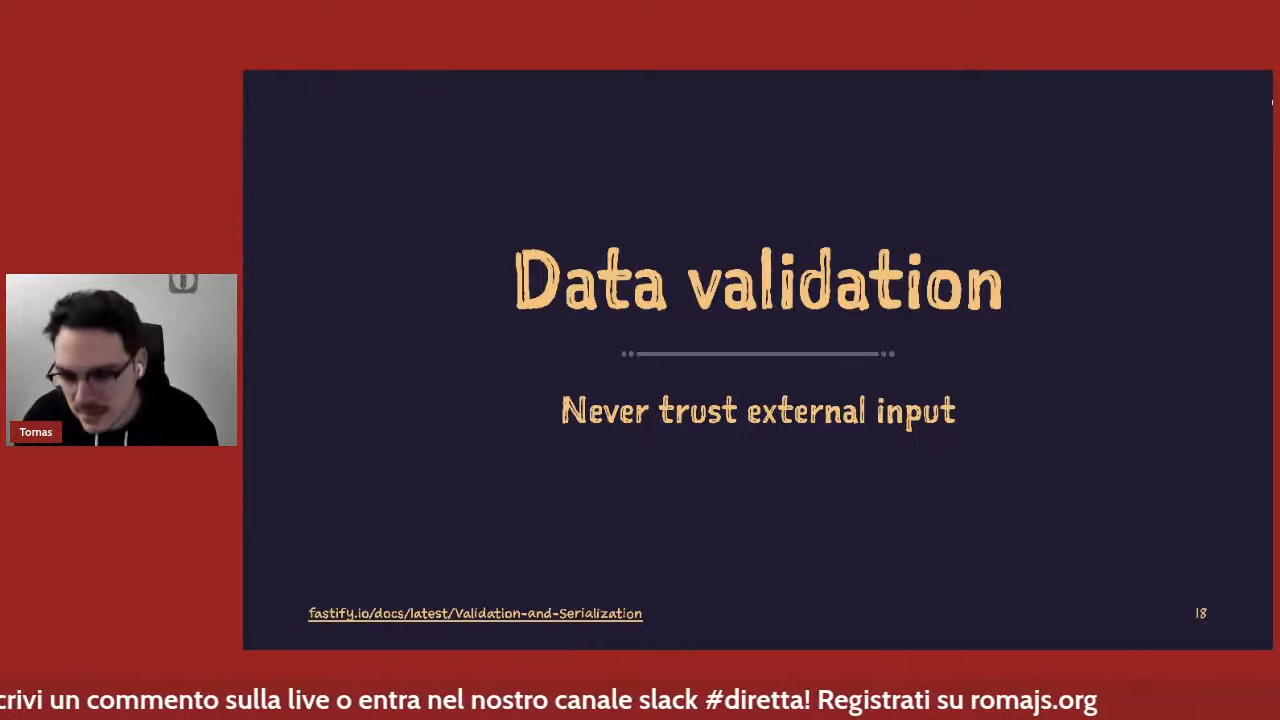 Data validation
Never trust external input
Tomas
fastify.io/docs/latest/Validation-and-Serialization
18
crivi un commento sulla live o entra nel nostro canale slack #diretta! Registrati su romajs.org